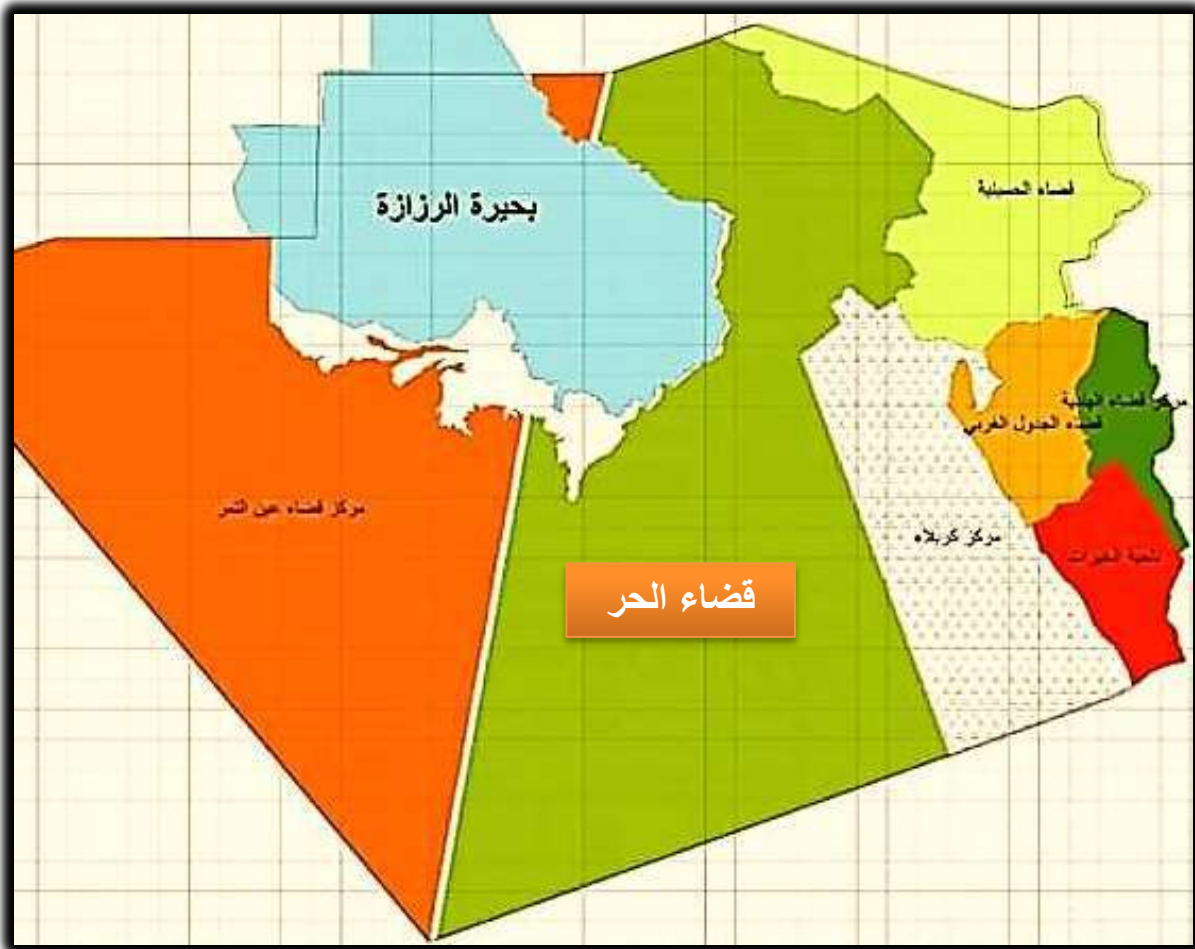 بحيرة الرزازة
قضاء الحسينية
مركز قضاء الهندية
قضاء الجدول الغربي
مركز قضاء عين التمر
مركز كربلاء
ناحية الخيرات
قضاء الحر